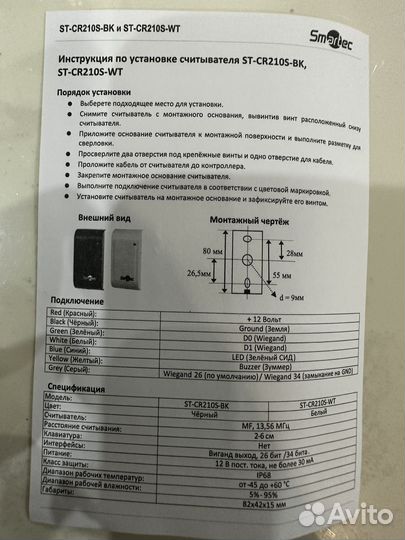 ST-CR210S-BK и ST-CR210S-WT
Smartec
Инструкция по установке считывателя ST-CR210S-BK,
ST-CR210S-WT
Порядок установки
• Выберете подходящее место для установки.
• Снимите считыватель с монтажного основания, вывинтив винт расположенный снизу
считывателя.
• Приложите основание считывателя к монтажной поверхности и выполните разметку для
сверловки.
• Просверлите два отверстия под крепёжные винты и одно отверстие для кабеля.
• Проложите кабель от считывателя до контроллера.
• Закрепите монтажное основание считывателя.
• Выполните подключение считывателя в соответствии с цветовой маркировкой.
• Установите считыватель на монтажное основание и зафиксируйте его винтом.
Внешний вид Монтажный чертёж
80 мм
26,5мм
28мм
55 мм
d = 9мм
Подключение
Red (Красный): + 12 Вольт
Black (Чёрный): Ground (Земля)
Green (Зелёный): D0 (Wiegand)
White (Белый): D1 (Wiegand)
Blue (Синий): LED (Зелёный СИД)
Yellow (Желтый): Buzzer (Зуммер)
Grey (Серый): Wiegand 26 (по умолчанию)/ Wiegand 34 (замыкание на GND)
Спецификация
Модель: ST-CR210S-BK ST-CR210S-WT
Цвет: Чёрный Белый
Считыватель: MF, 13,56 МГц
Расстояние считывания: 2-6 см
Клавиатура: Нет
Интерфейсы: Виганд выход, 26 бит /34 бита
Питание: 12 В пост. тока, не более 30 мА
Класс защиты: IP68
Диапазон рабочих температур: от -45 до +60 °C
Диапазон рабочей влажности: 5% - 95%
Габариты: 82х42х15 мм
Avito